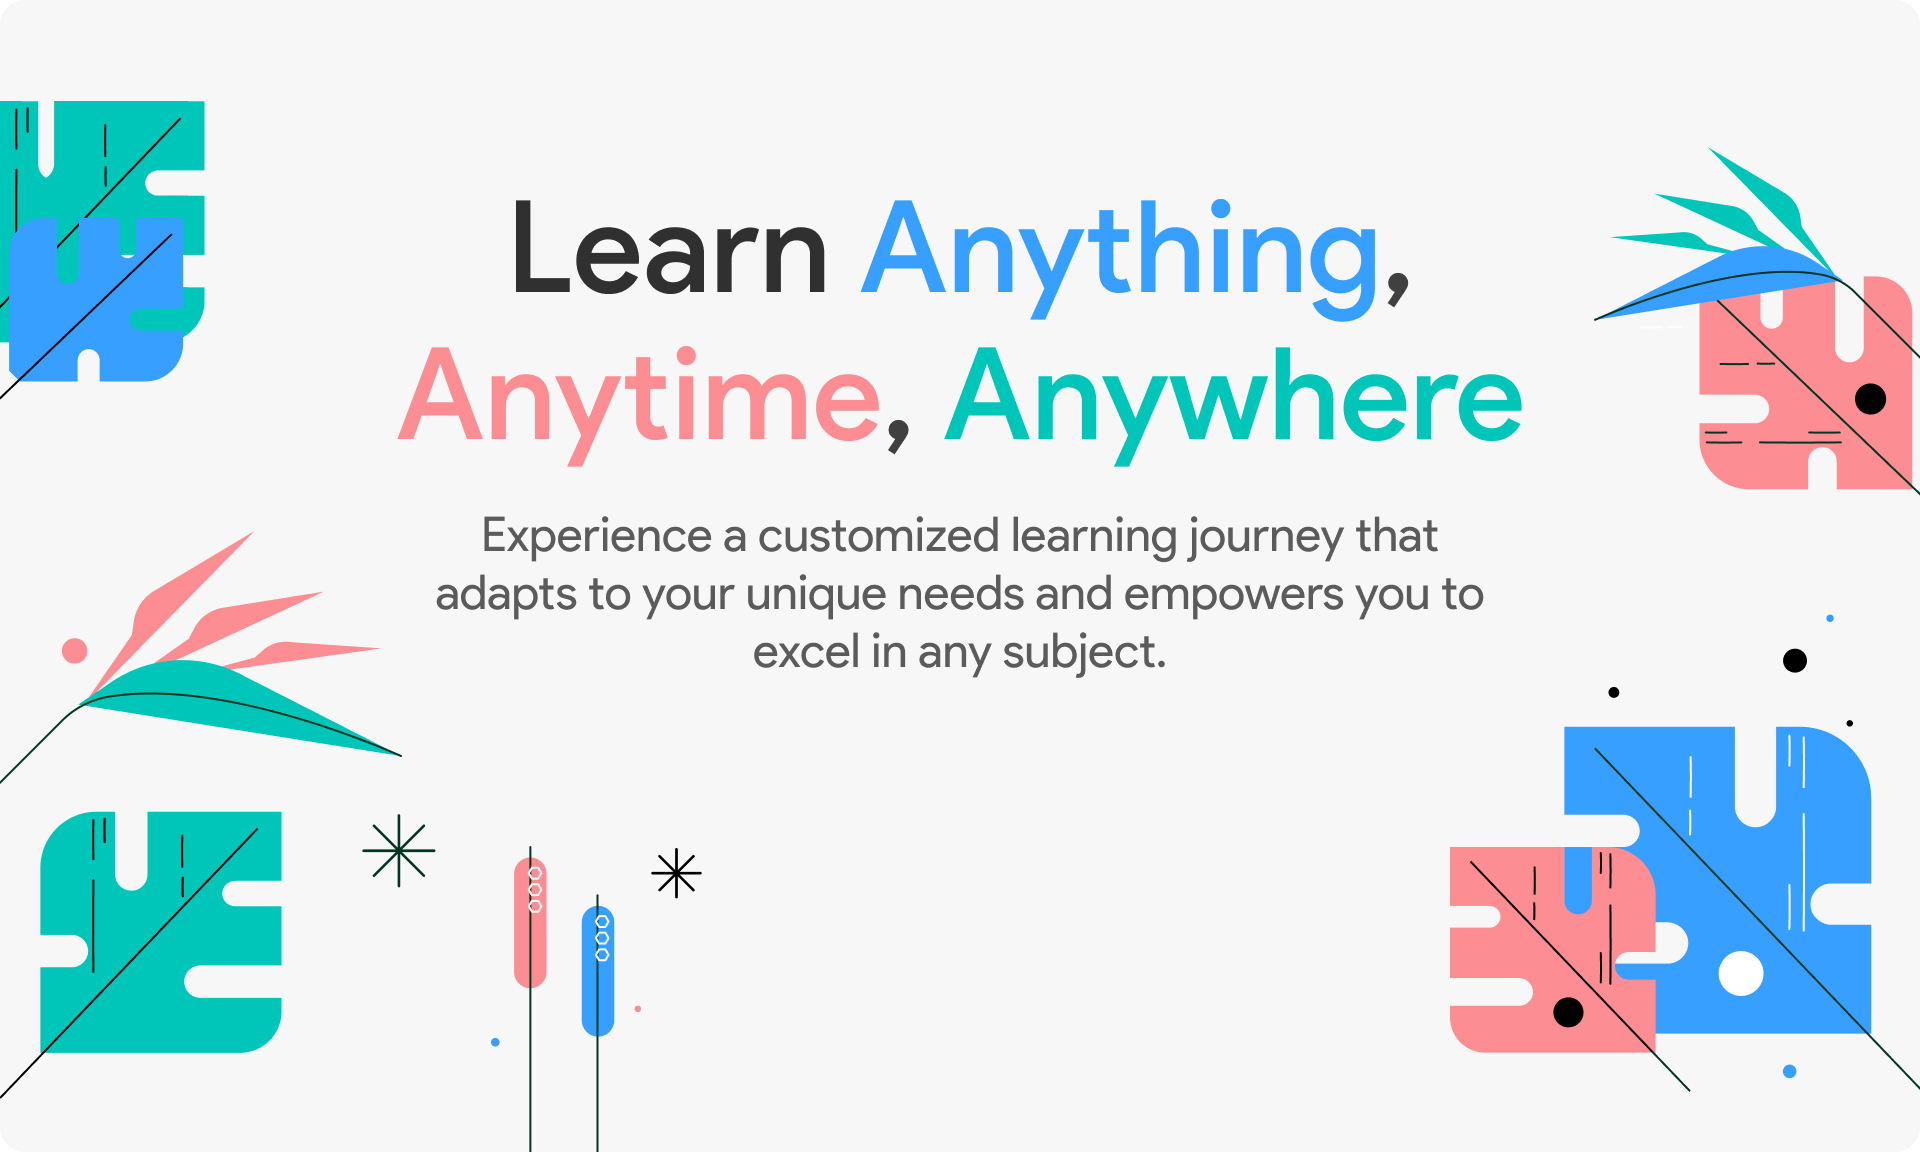 Learn Anything,
Anytime, Anywhere
Experience a customized learning journey that
adapts to your unique needs and empowers you to
excel in any subject.